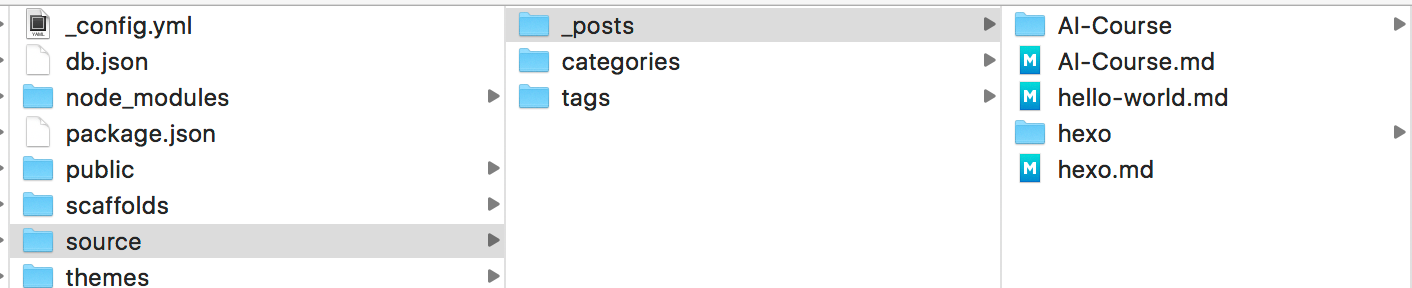 _config.yml
db.json
node_modules
package.json
public
scaffolds
source
themes
_posts
categories
tags
AI-Course
AI-Course.md
hello-world.md
hexo
hexo.md